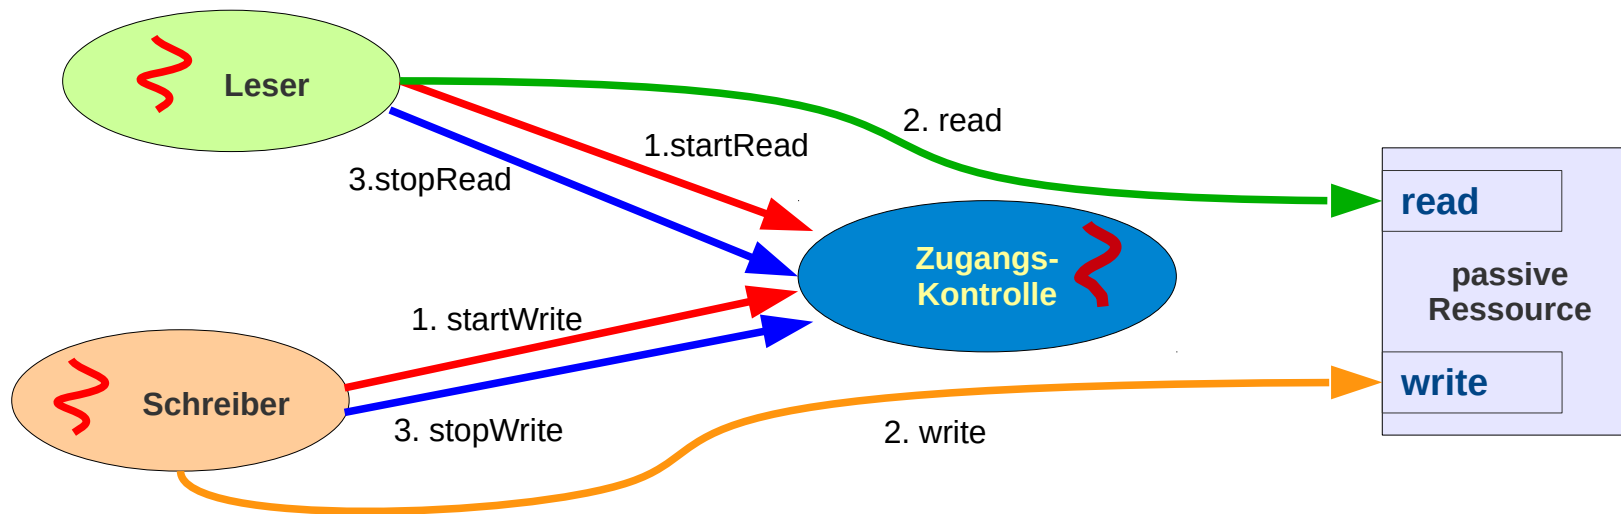 Leser
2. read
1.startRead
3.stopRead
read
Zugangs-
Kontrolle
passive
Ressource
1. startWrite
write
Schreiber
3. stopWrite
2. write